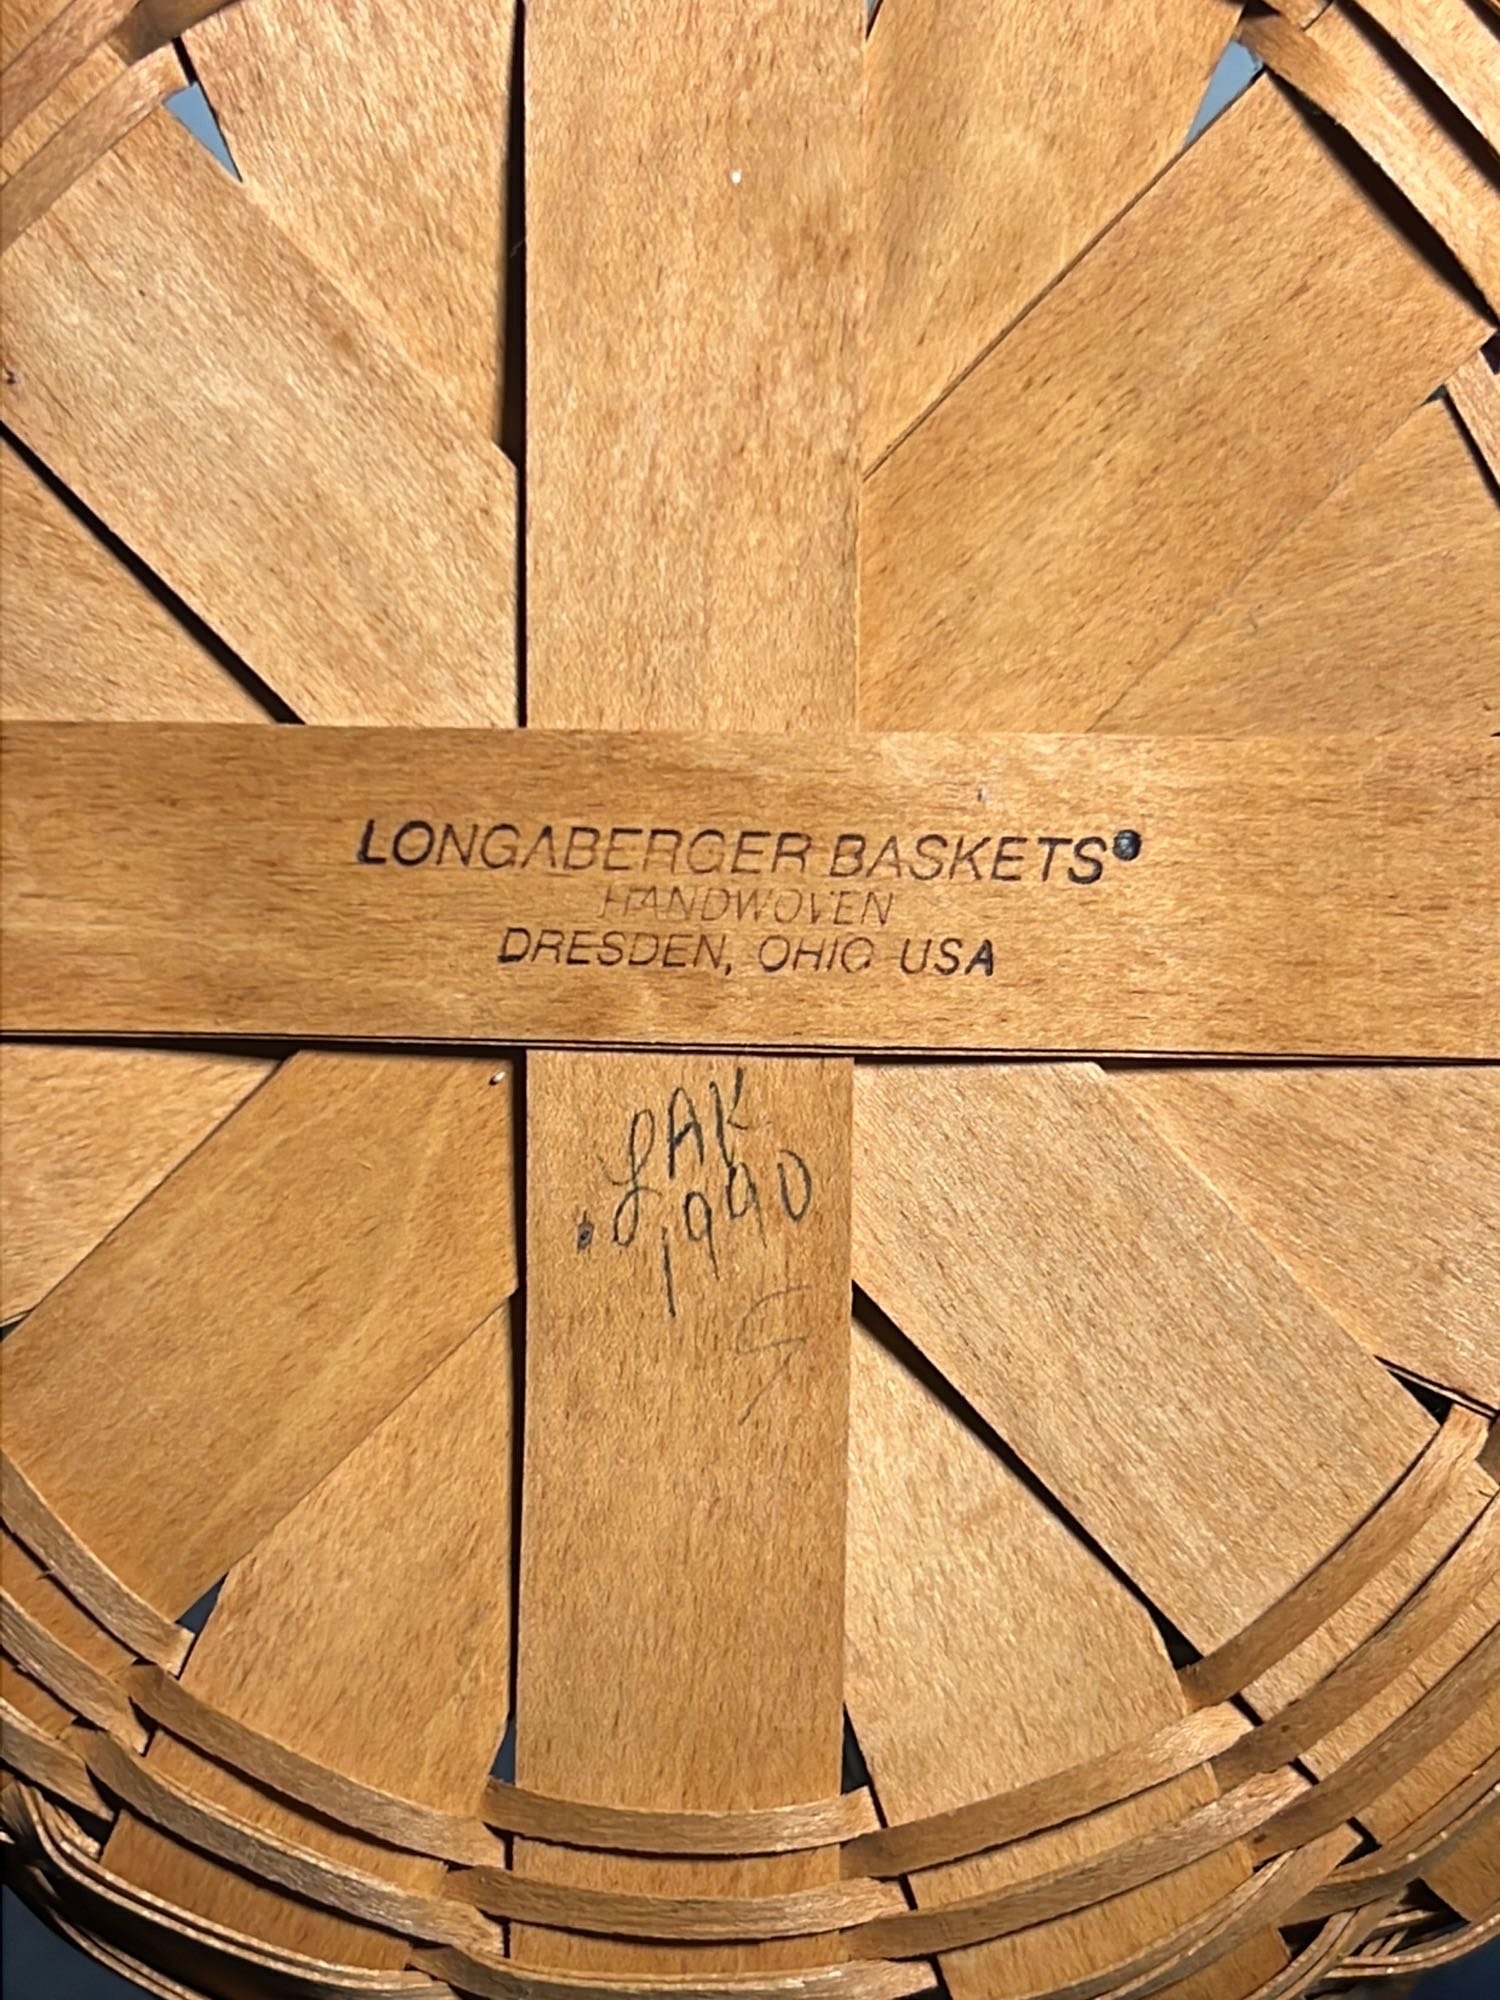 LONGABERGER BASKETS®
HANDWOVEN
DRESDEN, OHIO USA
LAK
1990